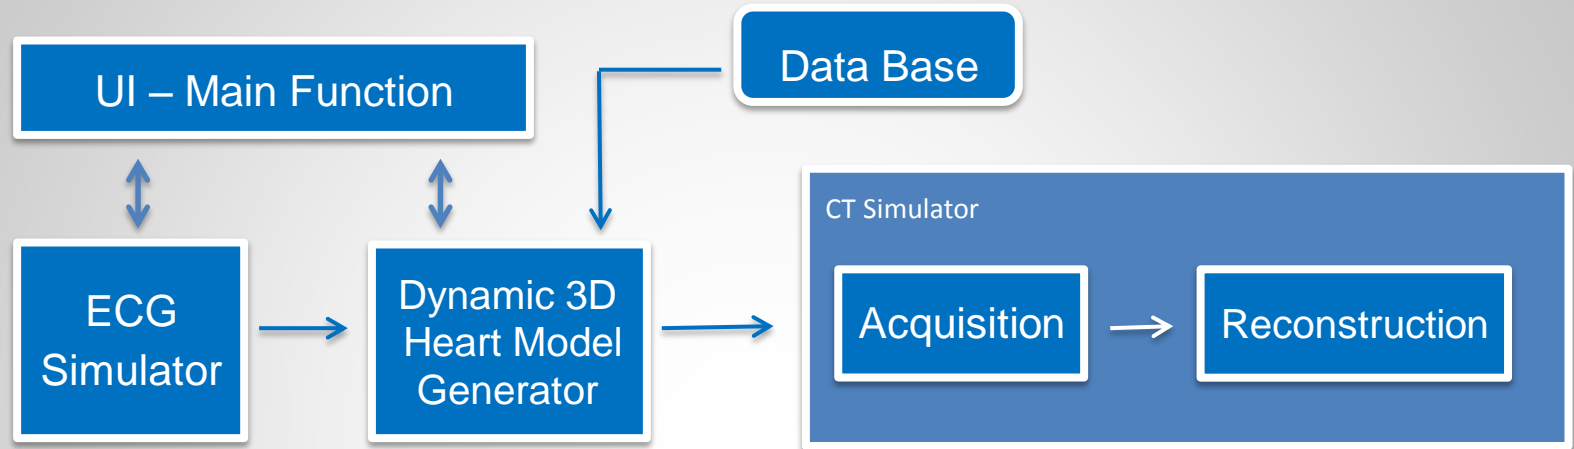 UI – Main Function
Data Base
ECG
Simulator
Dynamic 3D
Heart Model
Generator
CT Simulator
Acquisition
Reconstruction